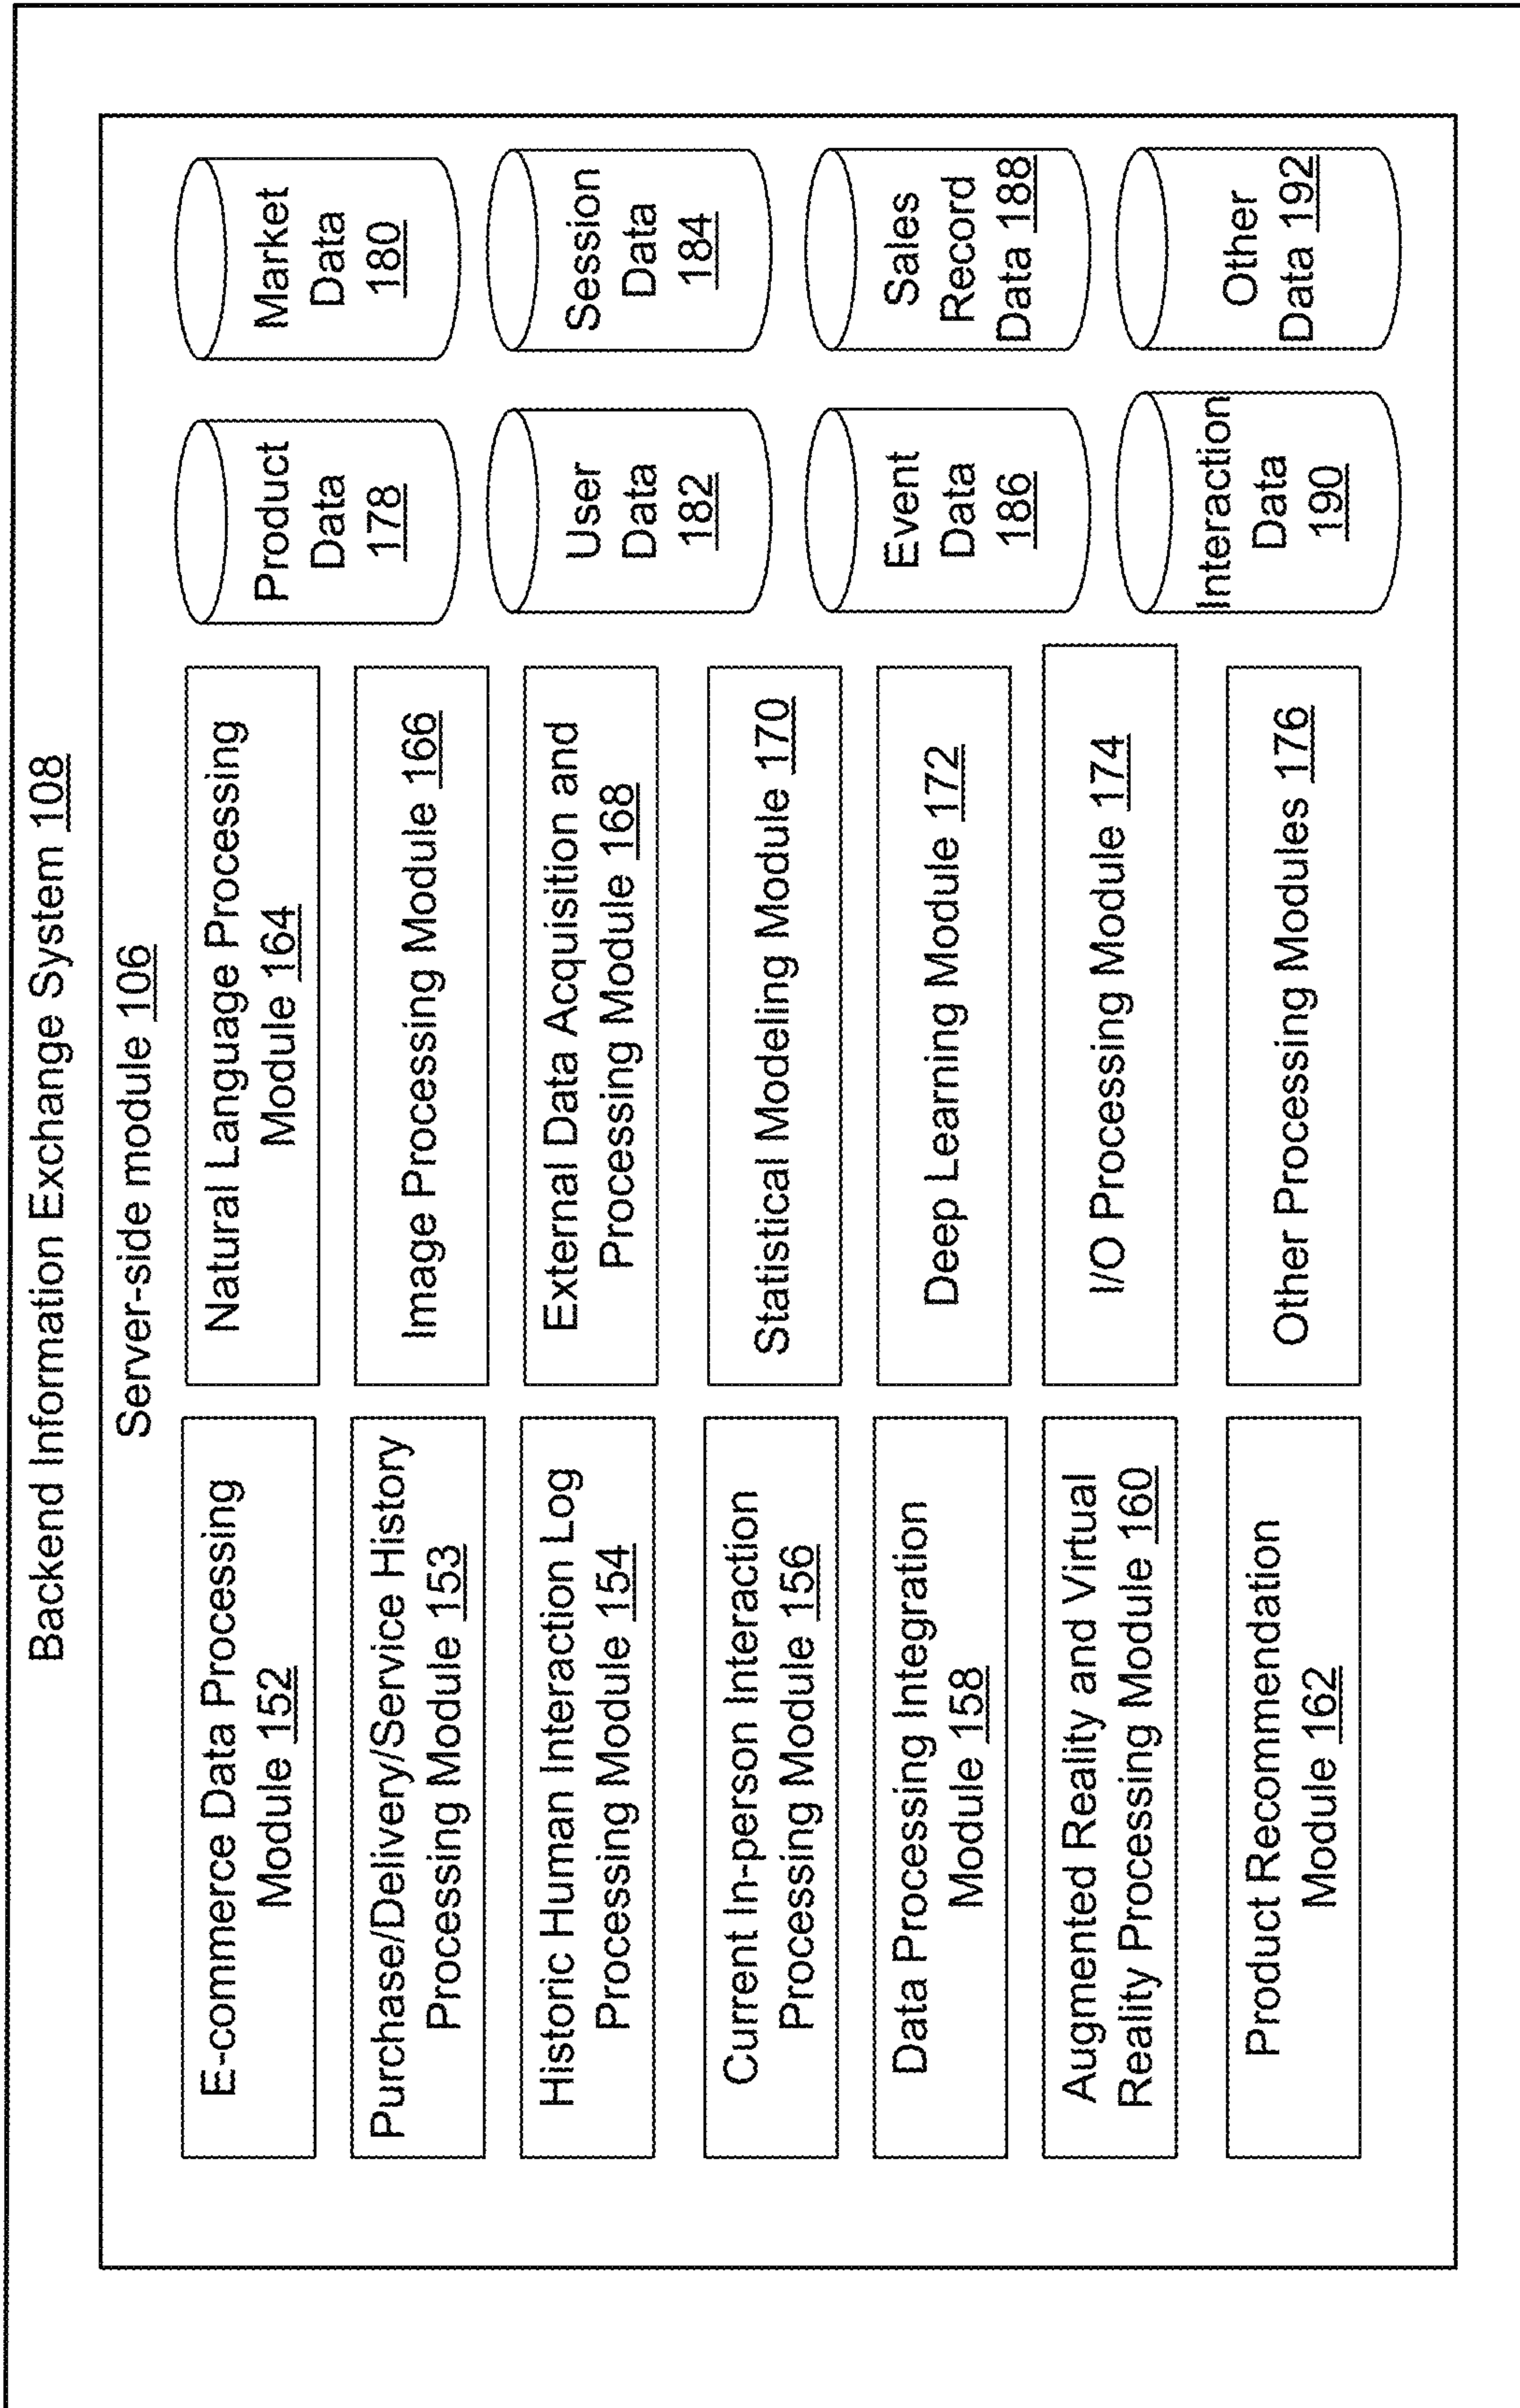 Backend Information Exchange System 108
Server-side module 106
E-commerce Data Processing
Module 152
Purchase/Delivery/Service History
Processing Module 153
Historic Human Interaction Log
Processing Module 154
Current In-person Interaction
Processing Module 156
Data Processing Integration
Module 158
Augmented Reality and Virtual
Reality Processing Module 160
Product Recommendation
Module 162
Natural Language Processing
Module 164
Image Processing Module 166
External Data Acquisition and
Processing Module 168
Statistical Modeling Module 170
Deep Learning Module 172
I/O Processing Module 174
Other Processing Modules 176
Product
Data
178
Market
Data
180
User
Data
182
Session
Data
184
Event
Data
186
Sales
Record
Data 188
Interaction
Data
190
Other
Data 192